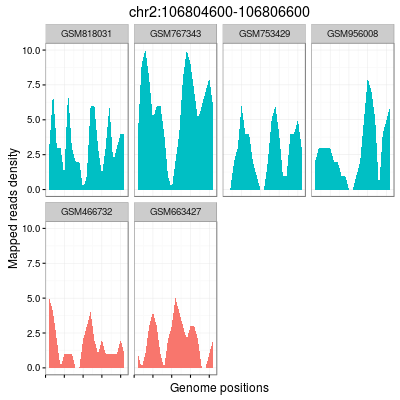 chr2:106804600-106806600
GSM818031 GSM767343 GSM753429 GSM956008
10.0
7.5
5.0
2.5
0.0
GSM466732 GSM663427
10.0
7.5
5.0
2.5
0.0
Mapped reads density
Genome positions